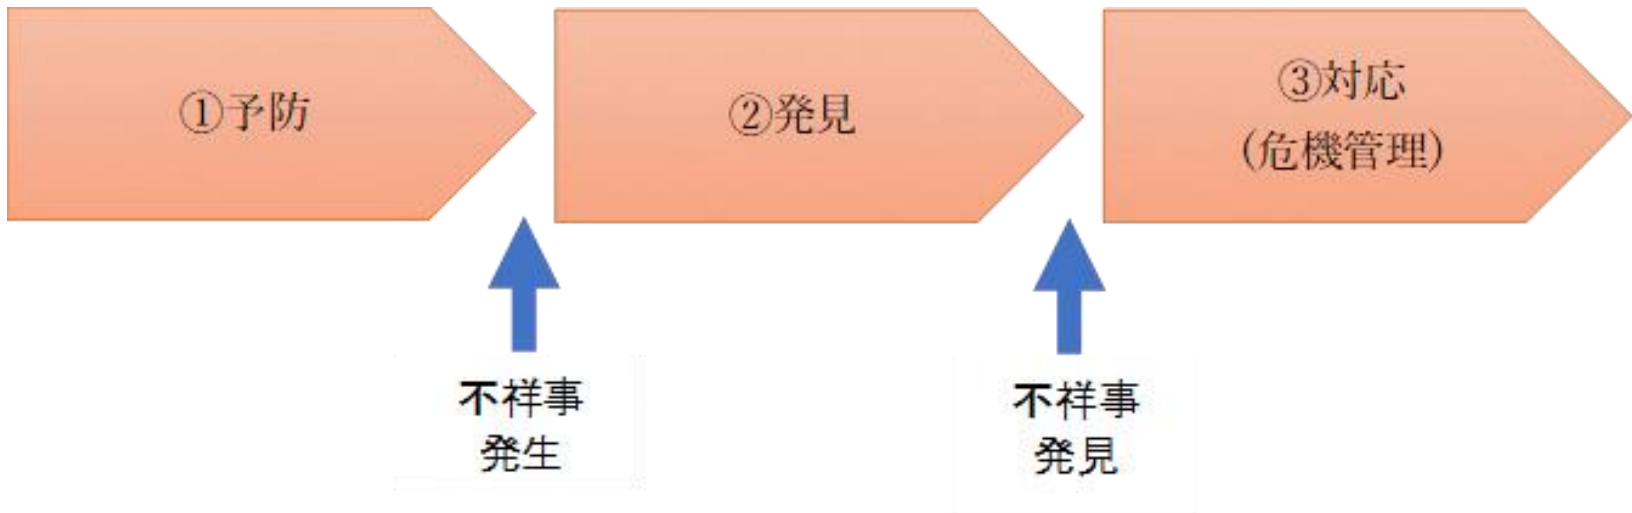 ①予防
②発見
③対応
(危機管理)
不祥事
発生
不祥事
発見